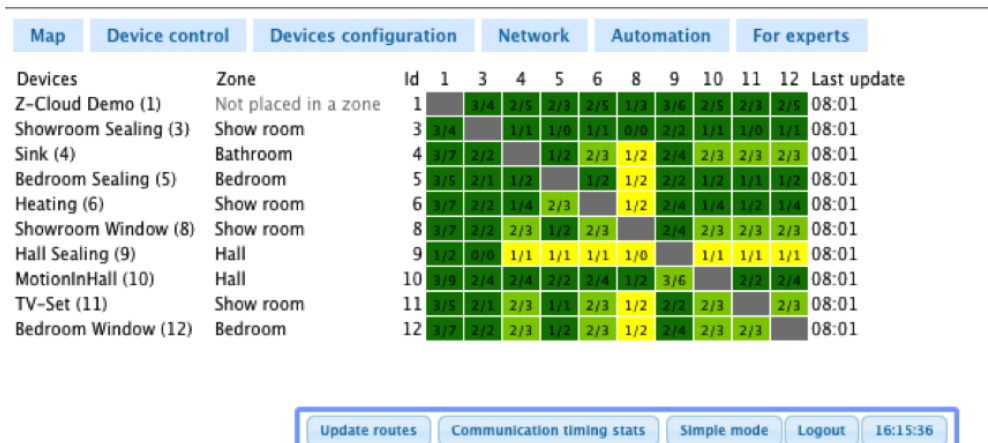 Map Device control Devices configuration Network Automation For experts
Devices Zone Id 1 3 4 5 6 8 9 10 11 12 Last update
Z-Cloud Demo (1) Not placed in a zone 1 3/4 2/5 2/3 2/5 1/3 3/6 2/5 2/3 2/5 08:01
Showroom Sealing (3) Show room 3 3/4 1/1 1/0 1/1 0/0 2/2 1/1 1/0 1/1 08:01
Sink (4) Bathroom 4 3/7 2/2 1/2 2/3 1/2 2/4 2/3 2/3 2/3 08:01
Bedroom Sealing (5) Bedroom 5 3/5 2/1 1/2 1/2 1/2 2/2 1/2 1/1 1/2 08:01
Heating (6) Show room 6 3/7 2/2 1/4 2/3 1/2 2/4 1/4 1/2 1/4 08:01
Showroom Window (8) Show room 8 3/7 2/2 2/3 1/2 2/3 2/4 2/3 2/3 2/3 08:01
Hall Sealing (9) Hall 9 1/2 0/0 1/1 1/1 1/1 1/0 1/1 1/1 1/1 08:01
MotionInHall (10) Hall 10 3/9 2/4 2/4 2/2 2/4 1/2 3/6 2/2 2/4 08:01
TV-Set (11) Show room 11 3/5 2/1 2/3 1/1 2/3 1/2 2/2 2/3 2/3 08:01
Bedroom Window (12) Bedroom 12 3/7 2/2 2/3 1/2 2/3 1/2 2/4 2/3 2/3 08:01
Update routes Communication timing stats Simple mode Logout 16:15:36